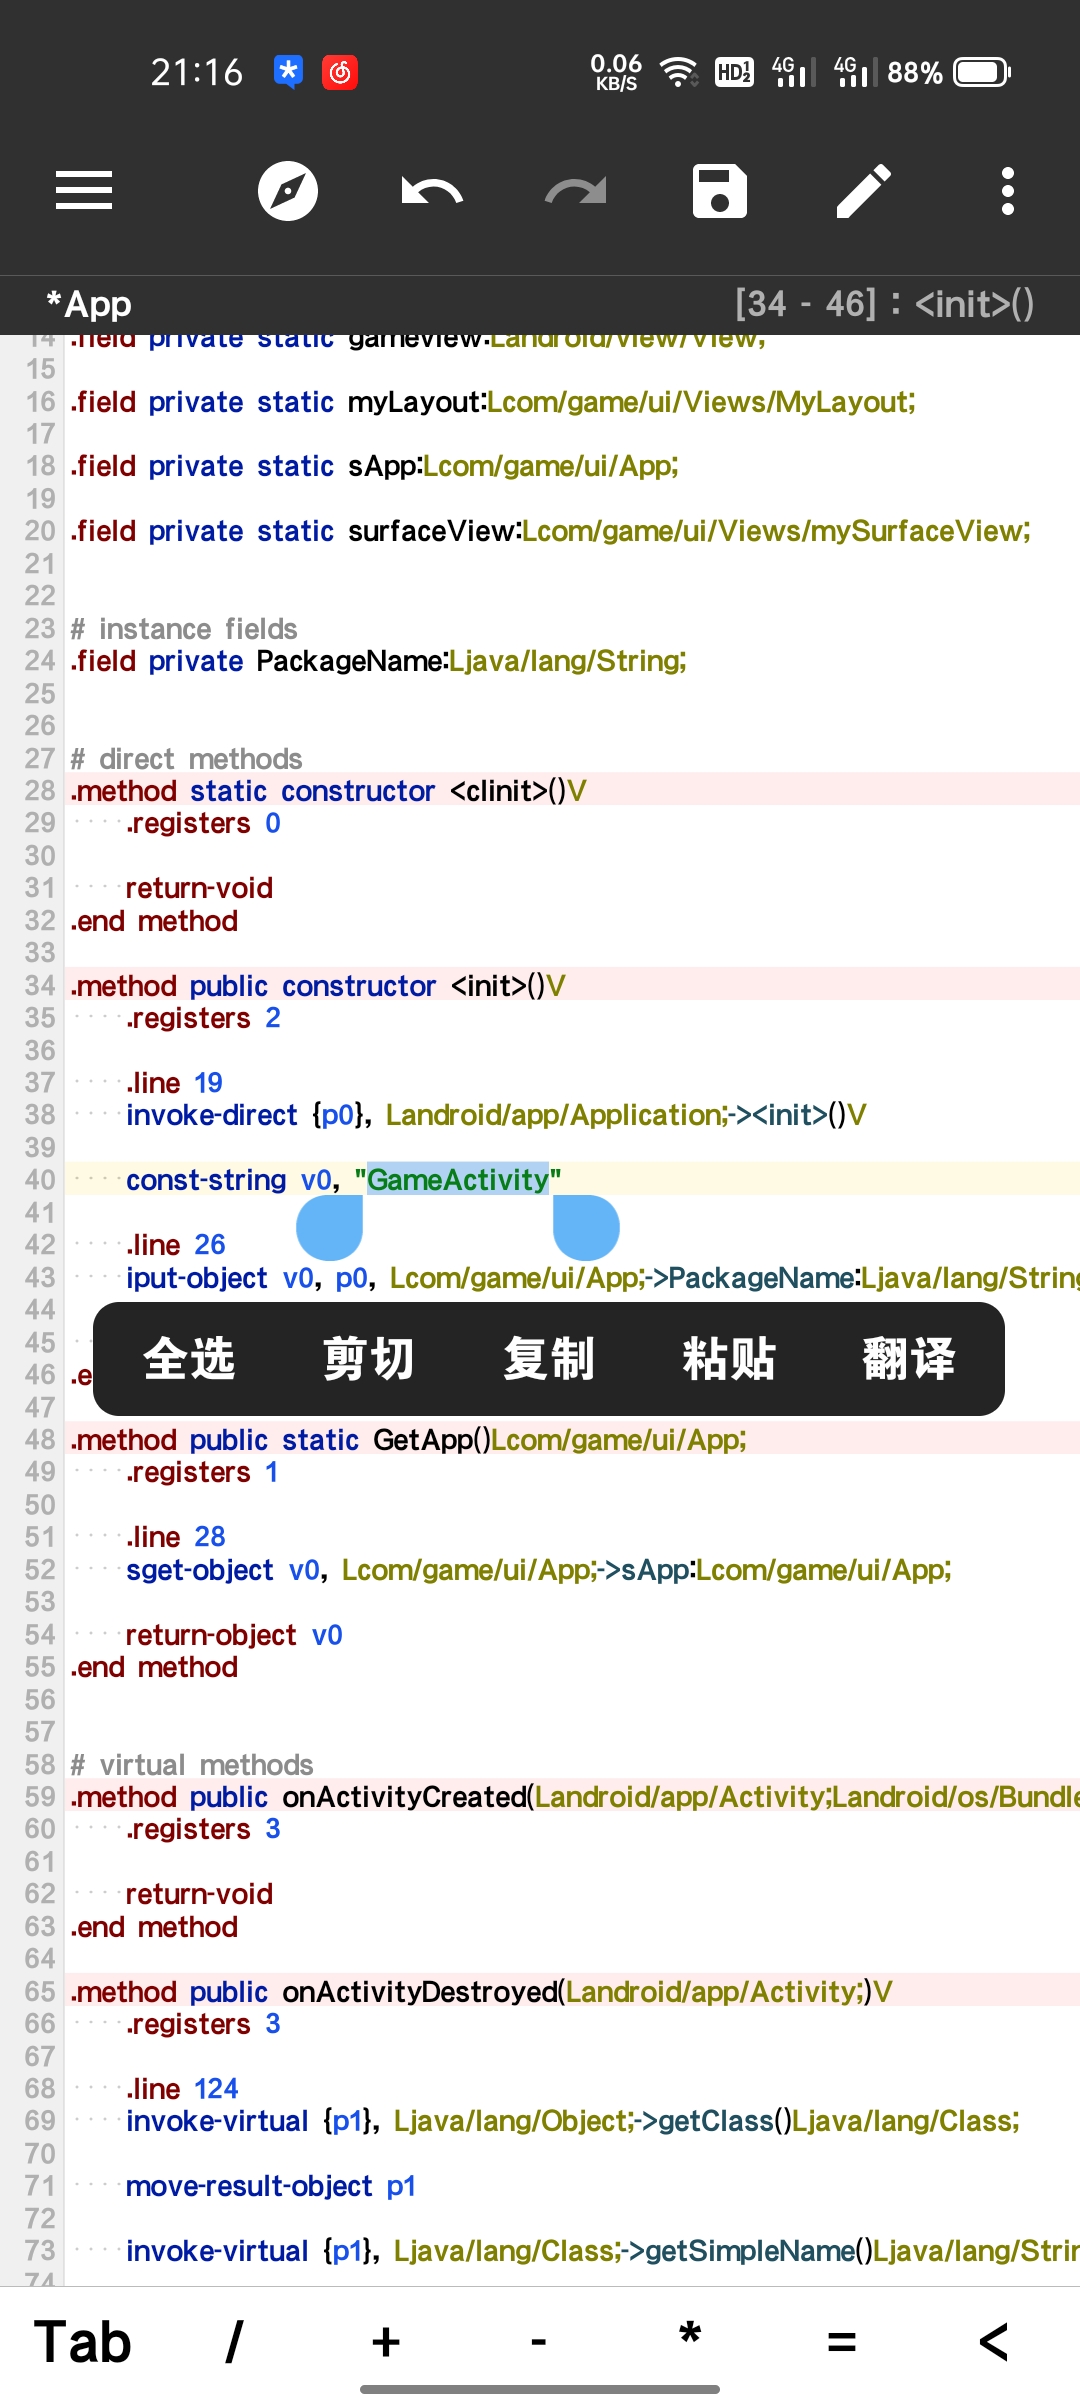 21:16 0.06 KB/S HD 1 2 4G 4G 88%
*App [34 - 46] : <init>()
14 .field private static gameview:Landroid/view/View;
15
16 .field private static myLayout:Lcom/game/ui/Views/MyLayout;
17
18 .field private static sApp:Lcom/game/ui/App;
19
20 .field private static surfaceView:Lcom/game/ui/Views/mySurfaceView;
21
22
23 # instance fields
24 .field private PackageName:Ljava/lang/String;
25
26
27 # direct methods
28 .method static constructor <clinit>()V
29 .registers 0
30
31 return-void
32 .end method
33
34 .method public constructor <init>()V
35 .registers 2
36
37 .line 19
38 invoke-direct {p0}, Landroid/app/Application;-><init>()V
39
40 const-string v0, "GameActivity"
41
42 .line 26
43 iput-object v0, p0, Lcom/game/ui/App;->PackageName:Ljava/lang/String
44
全选 剪切 复制 粘贴 翻译
45
46 .e
47
48 .method public static GetApp()Lcom/game/ui/App;
49 .registers 1
50
51 .line 28
52 sget-object v0, Lcom/game/ui/App;->sApp:Lcom/game/ui/App;
53
54 return-object v0
55 .end method
56
57
58 # virtual methods
59 .method public onActivityCreated(Landroid/app/Activity;Landroid/os/Bundle
60 .registers 3
61
62 return-void
63 .end method
64
65 .method public onActivityDestroyed(Landroid/app/Activity;)V
66 .registers 3
67
68 .line 124
69 invoke-virtual {p1}, Ljava/lang/Object;->getClass()Ljava/lang/Class;
70
71 move-result-object p1
72
73 invoke-virtual {p1}, Ljava/lang/Class;->getSimpleName()Ljava/lang/Strin
74
Tab / + - * = <